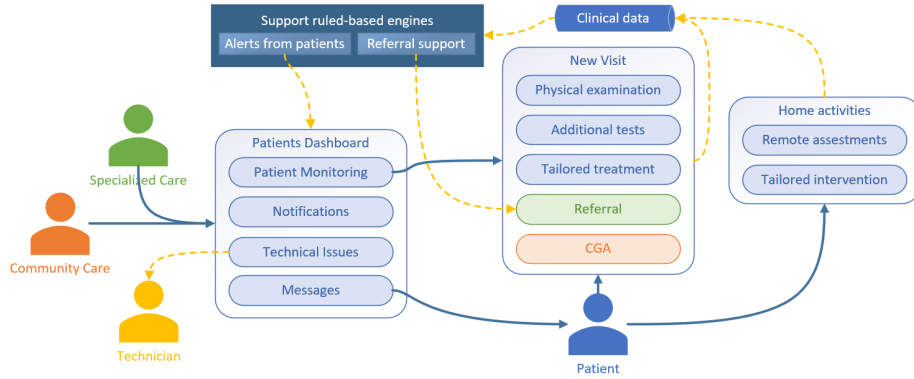 Support ruled-based engines
Alerts from patients
Referral support
Clinical data
New Visit
Physical examination
Additional tests
Tailored treatment
Referral
CGA
Home activities
Remote assestments
Tailored intervention
Patients Dashboard
Patient Monitoring
Notifications
Technical Issues
Messages
Specialized Care
Community Care
Technician
Patient